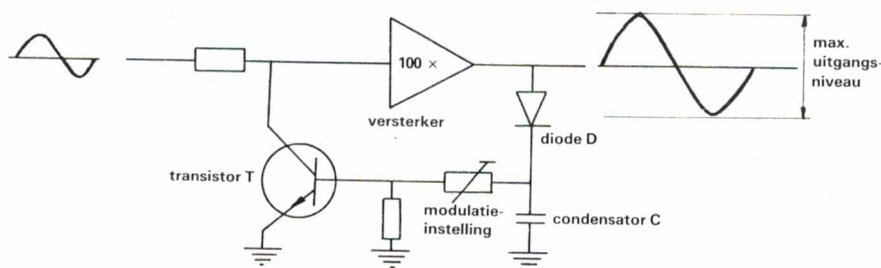 100 ×
versterker
max.
uitgangs-
niveau
diode D
transistor T
modulatie-
instelling
condensator C